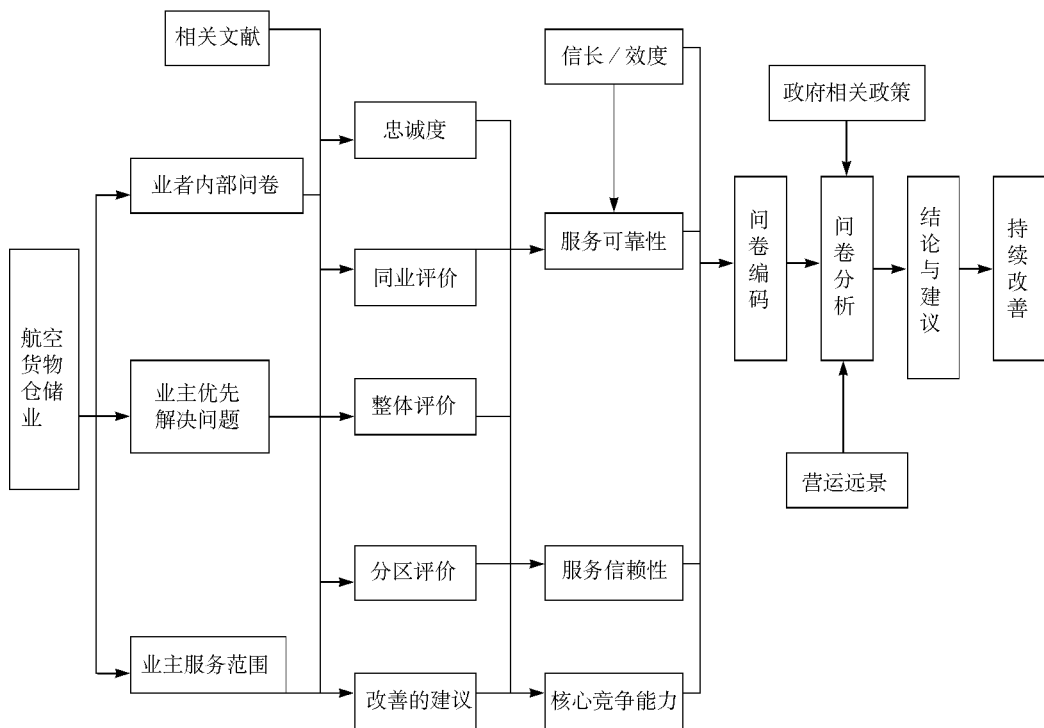 相关文献
信长／效度
政府相关政策
忠诚度
业者内部问卷
服务可靠性
问卷编码
问卷分析
结论与建议
持续改善
同业评价
航空
货物
仓储
业
业主优先
解决问题
整体评价
营运远景
分区评价
服务信赖性
业主服务范围
改善的建议
核心竞争能力